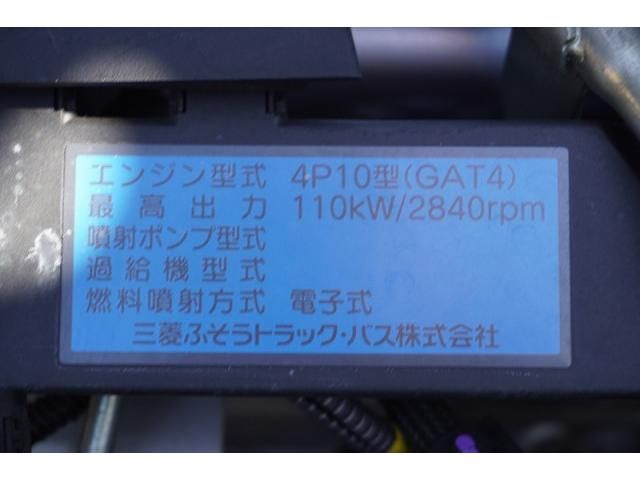 エンジン型式 4P10型(GAT4)
最高出力 110kW/2840rpm
噴射ポンプ型式
過給機型式
燃料噴射方式 電子式
三菱ふそうトラック・バス株式会社